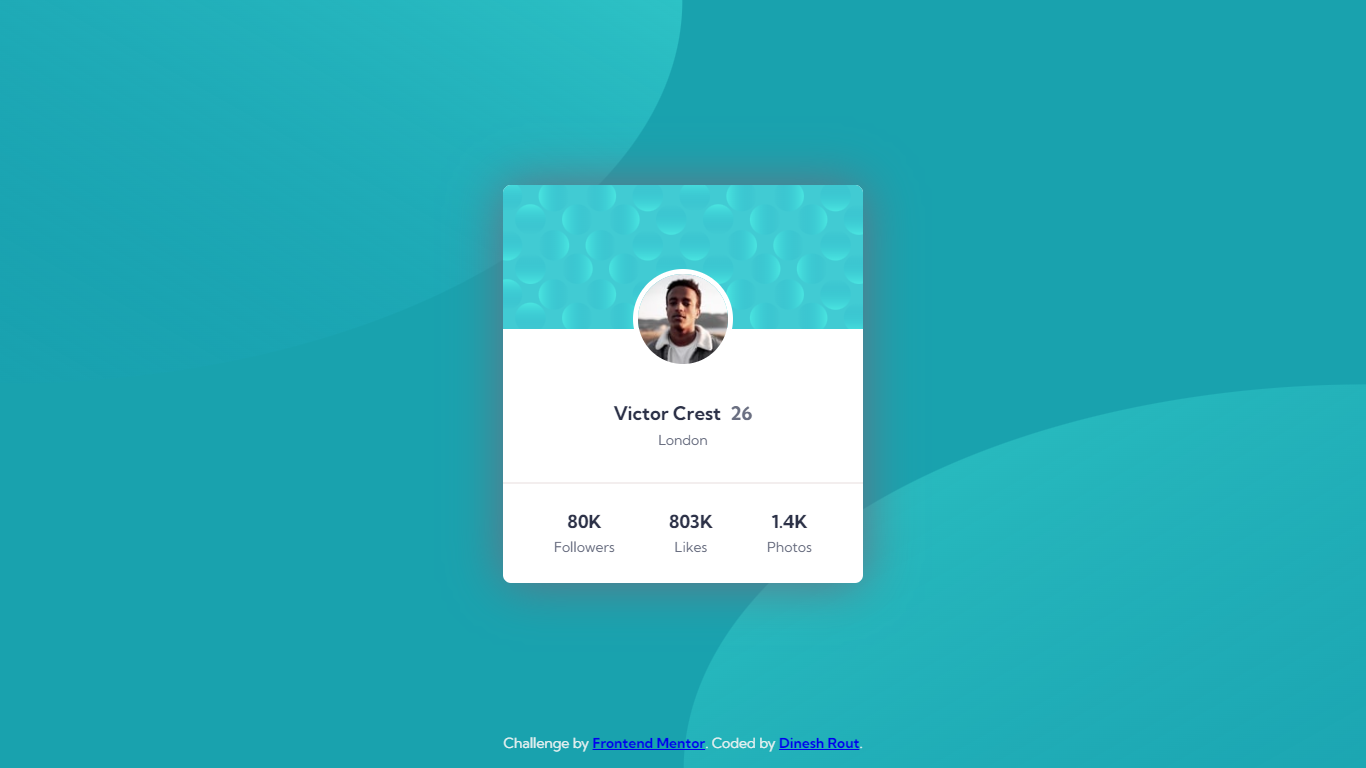 Victor Crest 26
London
80K 803K 1.4K
Followers Likes Photos
Challenge by Frontend Mentor. Coded by Dinesh Rout.